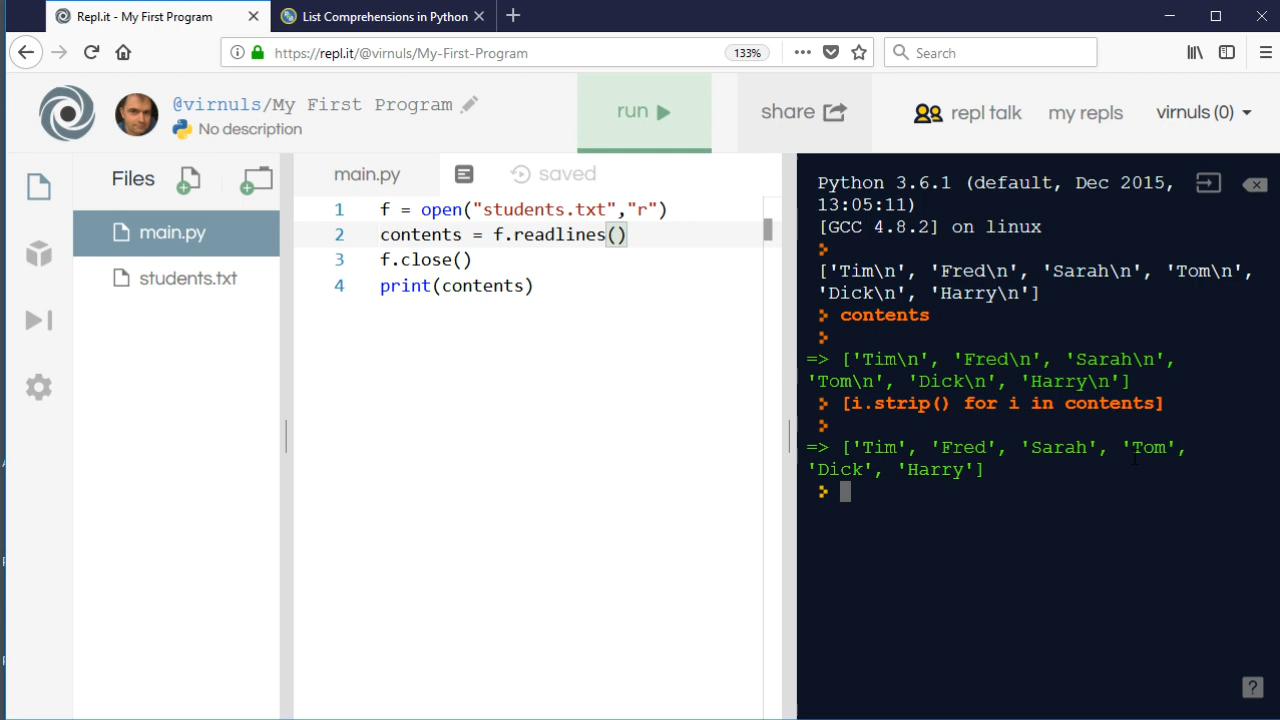 Repl.it - My First Program
List Comprehensions in Python
https://repl.it/@virnuls/My-First-Program
133%
Search
@virnuls/My First Program
No description
run
share
repl talk
my repls
virnuls (0)
Files
main.py
students.txt
main.py
saved
1 f = open("students.txt","r")
2 contents = f.readlines()
3 f.close()
4 print(contents)
Python 3.6.1 (default, Dec 2015,
13:05:11)
[GCC 4.8.2] on linux
['Tim\n', 'Fred\n', 'Sarah\n', 'Tom\n',
'Dick\n', 'Harry\n']
contents
=> ['Tim\n', 'Fred\n', 'Sarah\n',
'Tom\n', 'Dick\n', 'Harry\n']
[i.strip() for i in contents]
=> ['Tim', 'Fred', 'Sarah', 'Tom',
'Dick', 'Harry']
?